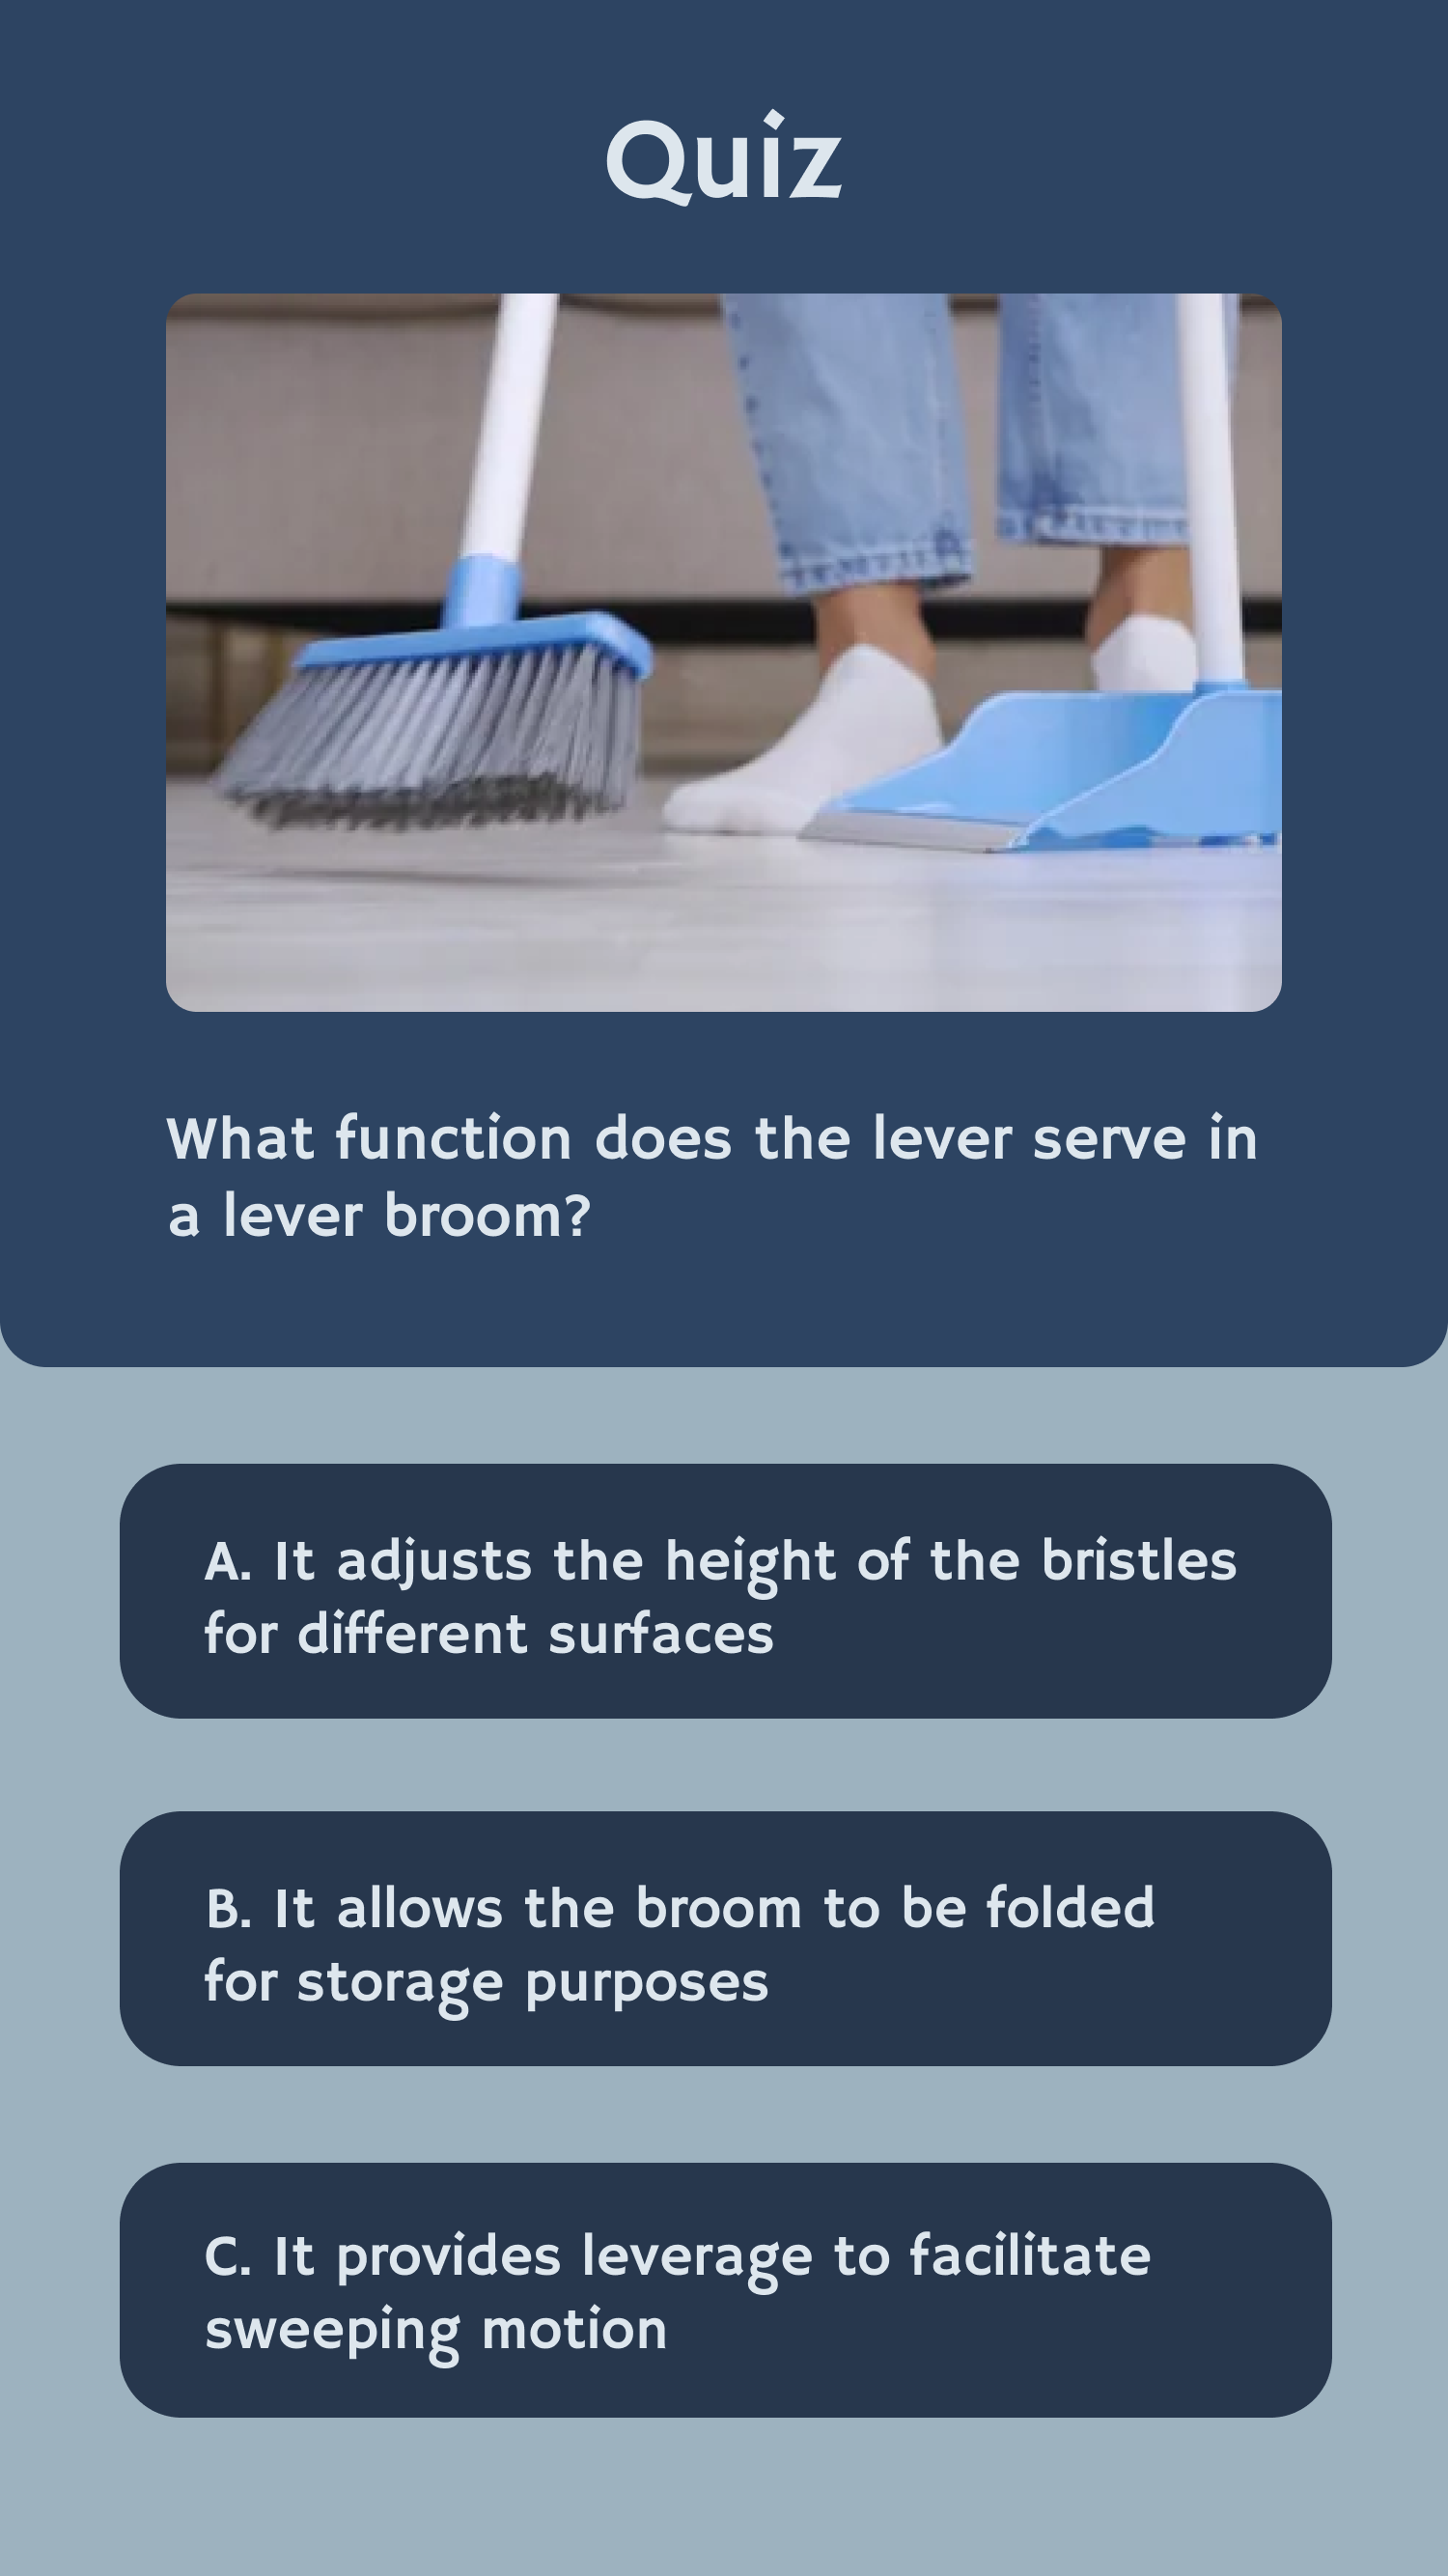 Quiz
What function does the lever serve in
a lever broom?
A. It adjusts the height of the bristles
for different surfaces
B. It allows the broom to be folded
for storage purposes
C. It provides leverage to facilitate
sweeping motion